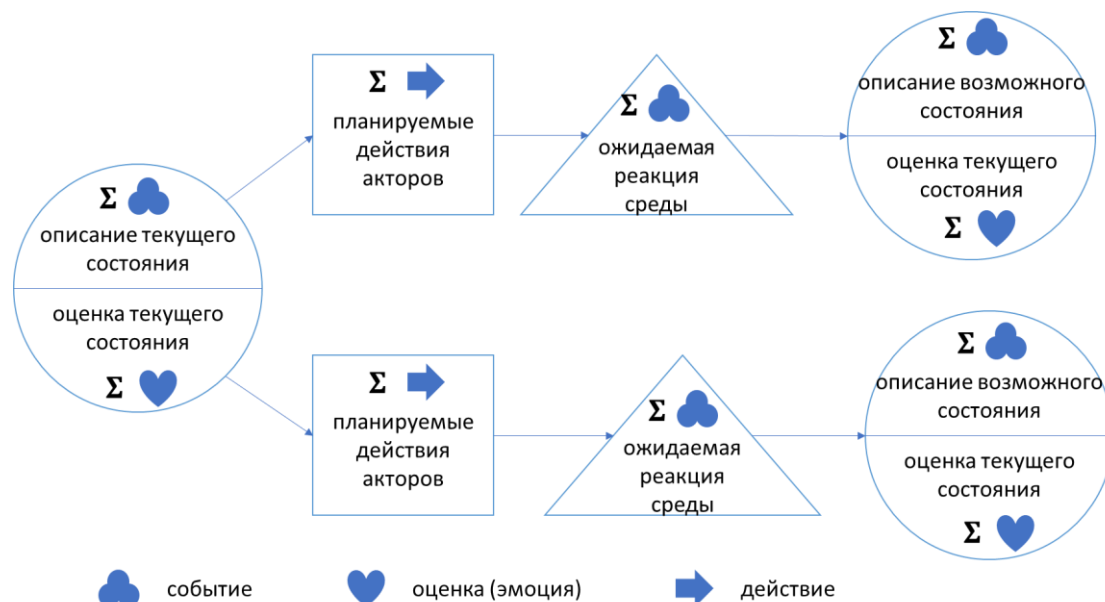 Σ
описание текущего
состояния
оценка текущего
состояния
Σ
Σ
планируемые
действия
акторов
Σ
ожидаемая
реакция
среды
Σ
описание возможного
состояния
оценка текущего
состояния
Σ
Σ
планируемые
действия
акторов
Σ
ожидаемая
реакция
среды
Σ
описание возможного
состояния
оценка текущего
состояния
Σ
событие
оценка (эмоция)
действие